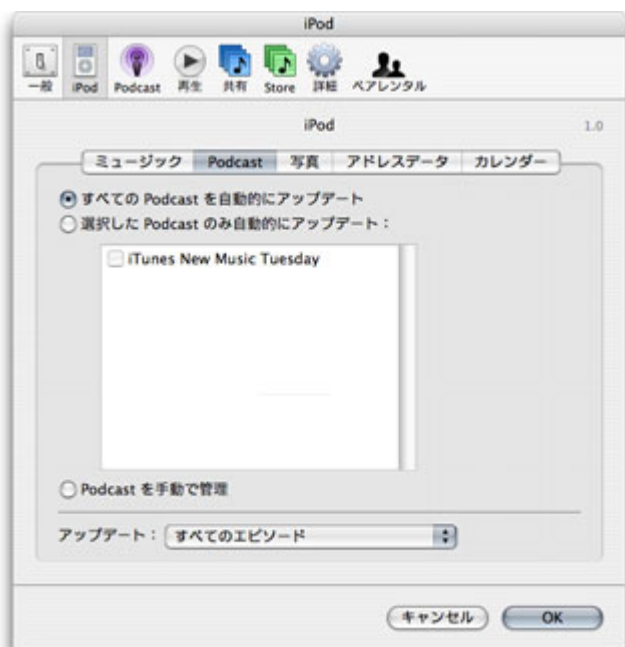 iPod
一般 iPod Podcast 再生 共有 Store 詳細 ペアレンタル
iPod 1.0
ミュージック Podcast 写真 アドレスデータ カレンダー
すべての Podcast を自動的にアップデート
選択した Podcast のみ自動的にアップデート：
iTunes New Music Tuesday
Podcast を手動で管理
アップデート： すべてのエピソード
キャンセル OK